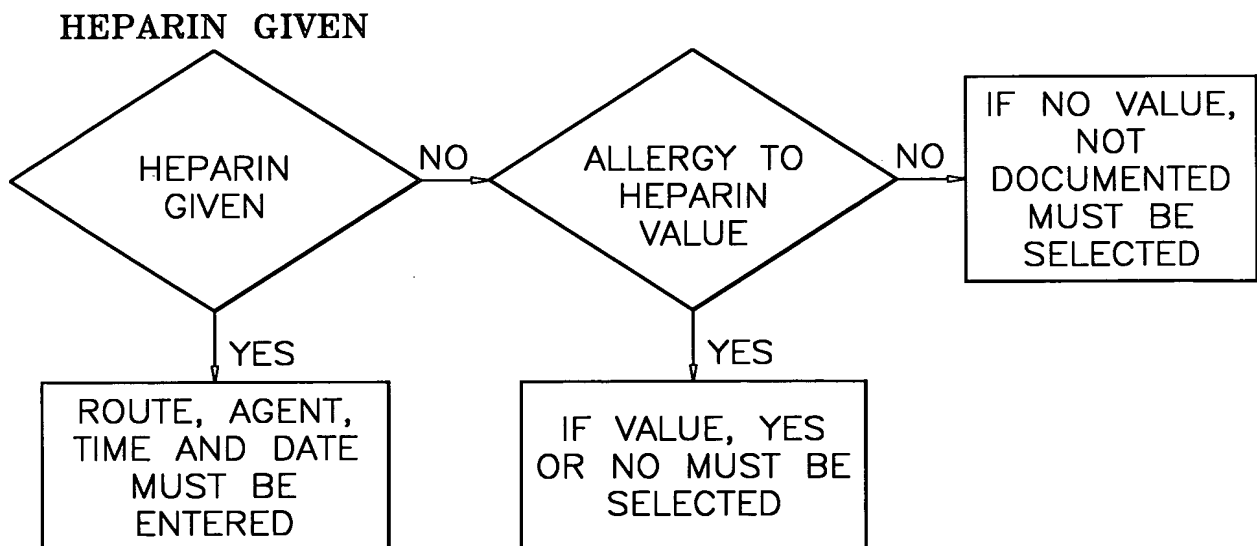 HEPARIN GIVEN
HEPARIN
GIVEN
NO
ALLERGY TO
HEPARIN
VALUE
NO
IF NO VALUE,
NOT
DOCUMENTED
MUST BE
SELECTED
YES
YES
ROUTE, AGENT,
TIME AND DATE
MUST BE
ENTERED
IF VALUE, YES
OR NO MUST BE
SELECTED